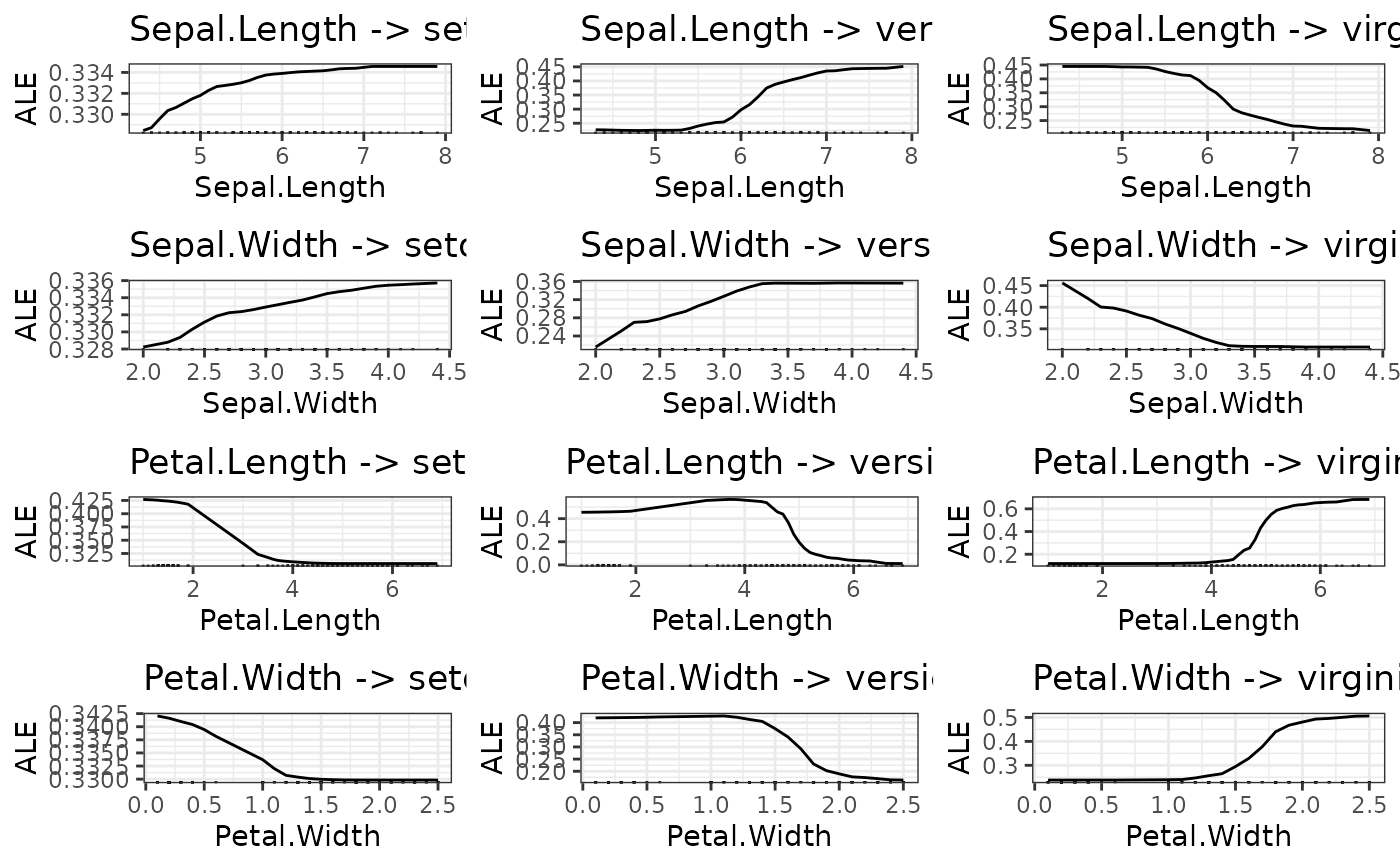 Sepal.Length -> set
Sepal.Length -> ver
Sepal.Length -> virg
ALE
0.334
0.332
0.330
5 6 7 8
Sepal.Length
ALE
0.45
0.40
0.35
0.30
0.25
5 6 7 8
Sepal.Length
ALE
0.45
0.40
0.35
0.30
0.25
5 6 7 8
Sepal.Length
Sepal.Width -> seto
Sepal.Width -> vers
Sepal.Width -> virgi
ALE
0.336
0.334
0.332
0.330
0.328
2.0 2.5 3.0 3.5 4.0 4.5
Sepal.Width
ALE
0.36
0.32
0.28
0.24
2.0 2.5 3.0 3.5 4.0 4.5
Sepal.Width
ALE
0.45
0.40
0.35
2.0 2.5 3.0 3.5 4.0 4.5
Sepal.Width
Petal.Length -> set
Petal.Length -> versi
Petal.Length -> virgin
ALE
0.425
0.400
0.375
0.350
0.325
2 4 6
Petal.Length
ALE
0.4
0.2
0.0
2 4 6
Petal.Length
ALE
0.6
0.4
0.2
2 4 6
Petal.Length
Petal.Width -> seto
Petal.Width -> versi
Petal.Width -> virgini
ALE
0.3425
0.3400
0.3375
0.3350
0.3325
0.3300
0.0 0.5 1.0 1.5 2.0 2.5
Petal.Width
ALE
0.40
0.35
0.30
0.25
0.20
0.0 0.5 1.0 1.5 2.0 2.5
Petal.Width
ALE
0.5
0.4
0.3
0.0 0.5 1.0 1.5 2.0 2.5
Petal.Width